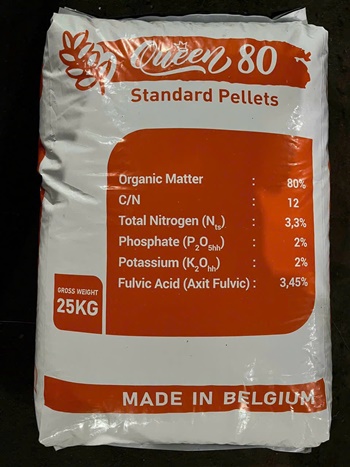 Queen 80
Standard Pellets
Organic Matter : 80%
C/N : 12
Total Nitrogen (Nts) : 3,3%
Phosphate (P2O5hh) : 2%
Potassium (K2Ohh) : 2%
Fulvic Acid (Axit Fulvic) : 3,45%
GROSS WEIGHT
25KG
MADE IN BELGIUM